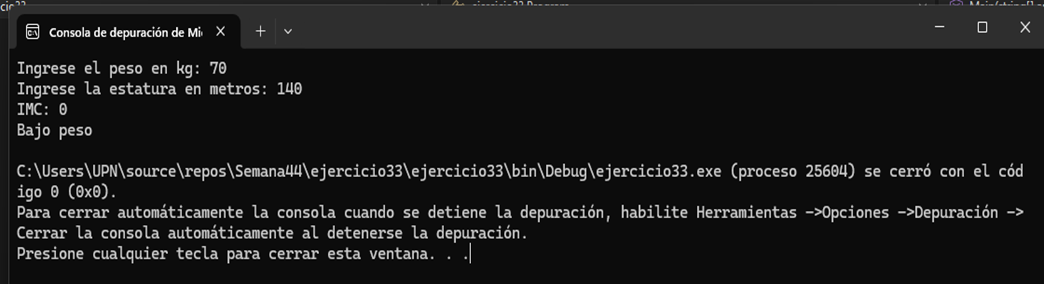 Consola de depuración de Mi
Ingrese el peso en kg: 70
Ingrese la estatura en metros: 140
IMC: 0
Bajo peso
C:\Users\UPN\source\repos\Semana44\ejercicio33\ejercicio33\bin\Debug\ejercicio33.exe (proceso 25604) se cerró con el cód
igo 0 (0x0).
Para cerrar automáticamente la consola cuando se detiene la depuración, habilite Herramientas ->Opciones ->Depuración ->
Cerrar la consola automáticamente al detenerse la depuración.
Presione cualquier tecla para cerrar esta ventana. . .